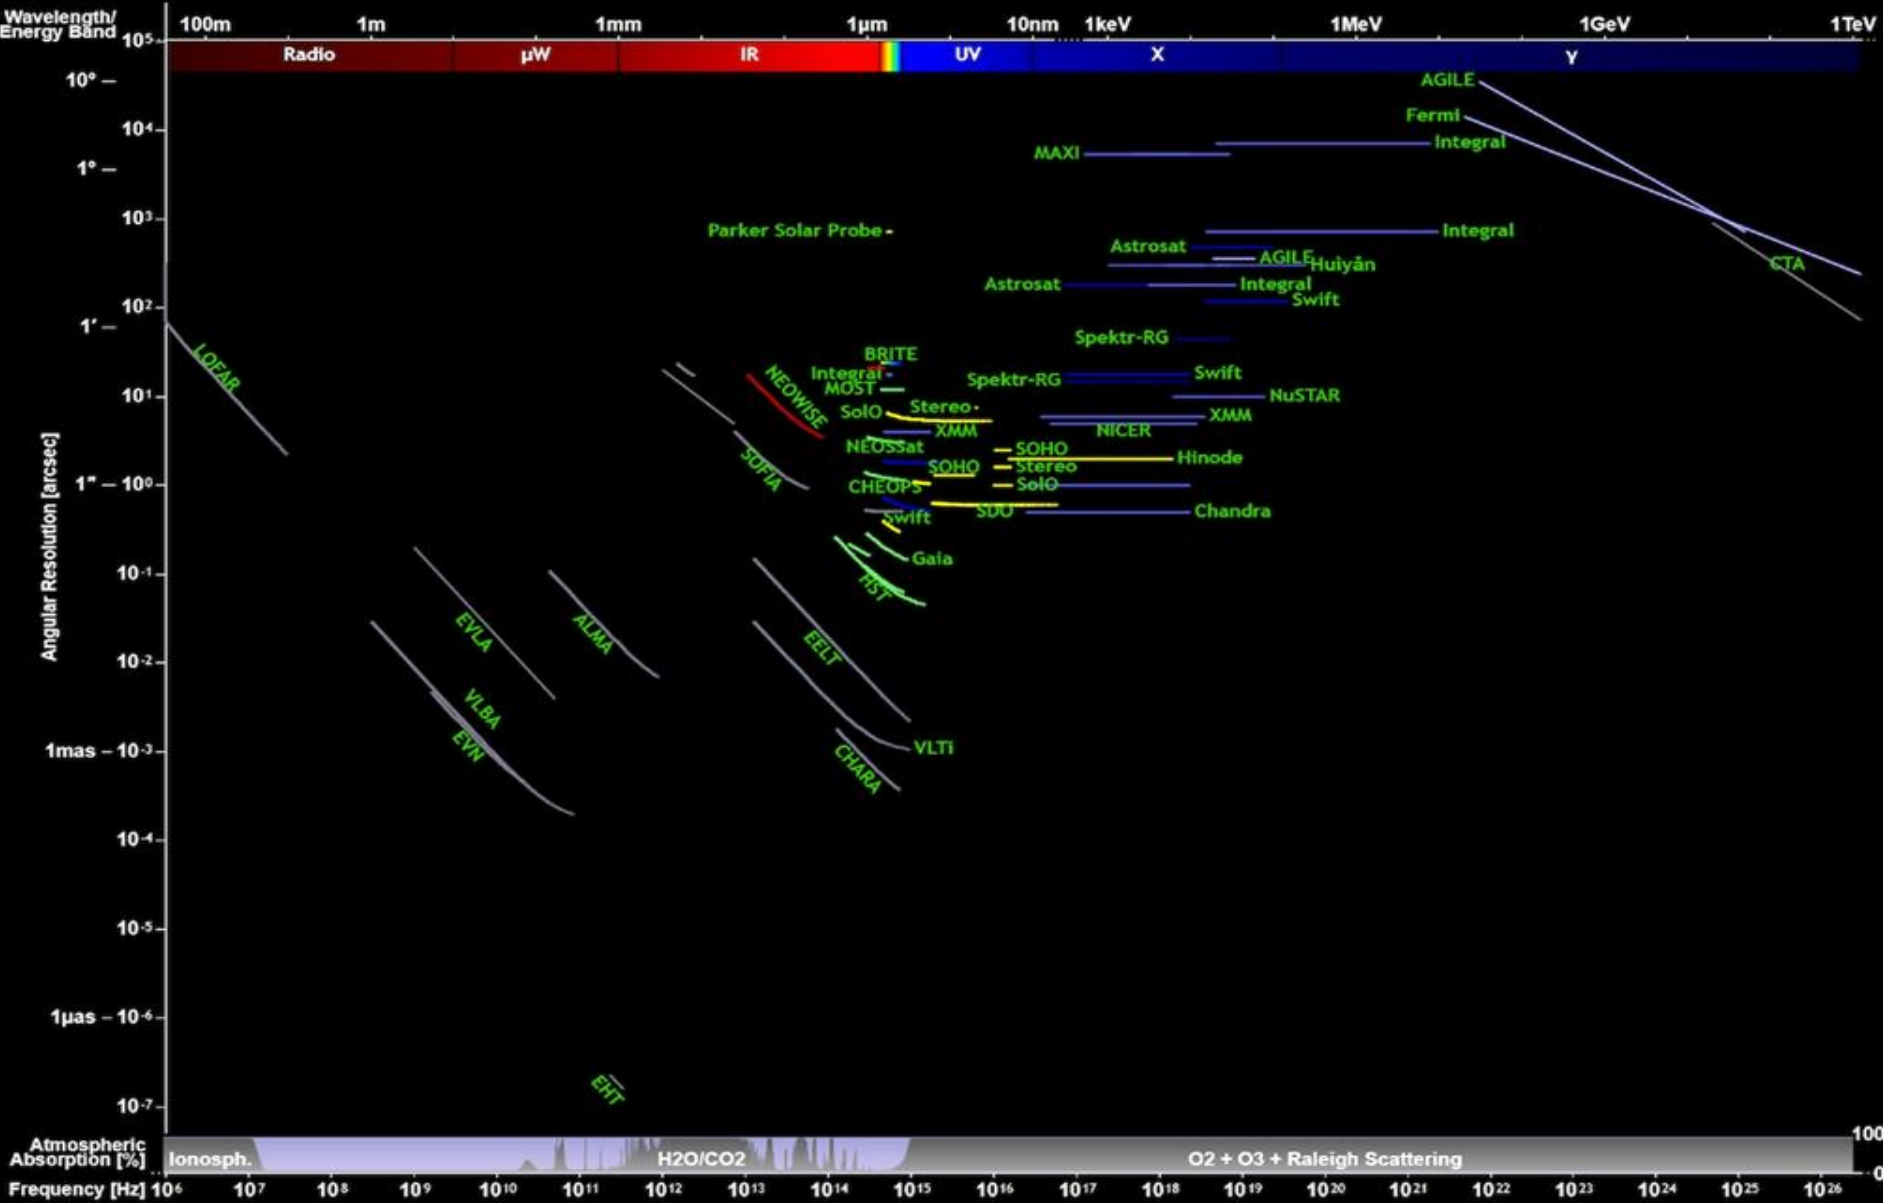 Wavelength/
Energy Band
100m 1m 1mm 1µm 10nm 1keV 1MeV 1GeV 1TeV
Radio µW IR UV X γ
10⁵
10°
10⁴
1°
10³
10²
1′
10¹
1″ – 10⁰
10⁻¹
10⁻²
1mas – 10⁻³
10⁻⁴
10⁻⁵
1µas – 10⁻⁶
10⁻⁷
Angular Resolution [arcsec]
AGILE
Fermi
Integral
MAXI
Parker Solar Probe
Integral
Astrosat
AGILE
Huiyǎn
CTA
Astrosat
Integral
Swift
Spektr-RG
LOFAR
BRITE
Integral
Swift
Spektr-RG
MOST
NEOWISE
NuSTAR
Stereo
SolO
XMM
XMM
NICER
NEOSSat
SOHO
Hinode
SOHO
Stereo
SOFIA
CHEOPS
SolO
SDO
Chandra
Swift
Gaia
HST
EVLA
ALMA
EELT
VLBA
EVN
VLTi
CHARA
EHT
Atmospheric
Absorption [%]
100
0
Ionosph. H2O/CO2 O2 + O3 + Raleigh Scattering
Frequency [Hz] 10⁶ 10⁷ 10⁸ 10⁹ 10¹⁰ 10¹¹ 10¹² 10¹³ 10¹⁴ 10¹⁵ 10¹⁶ 10¹⁷ 10¹⁸ 10¹⁹ 10²⁰ 10²¹ 10²² 10²³ 10²⁴ 10²⁵ 10²⁶